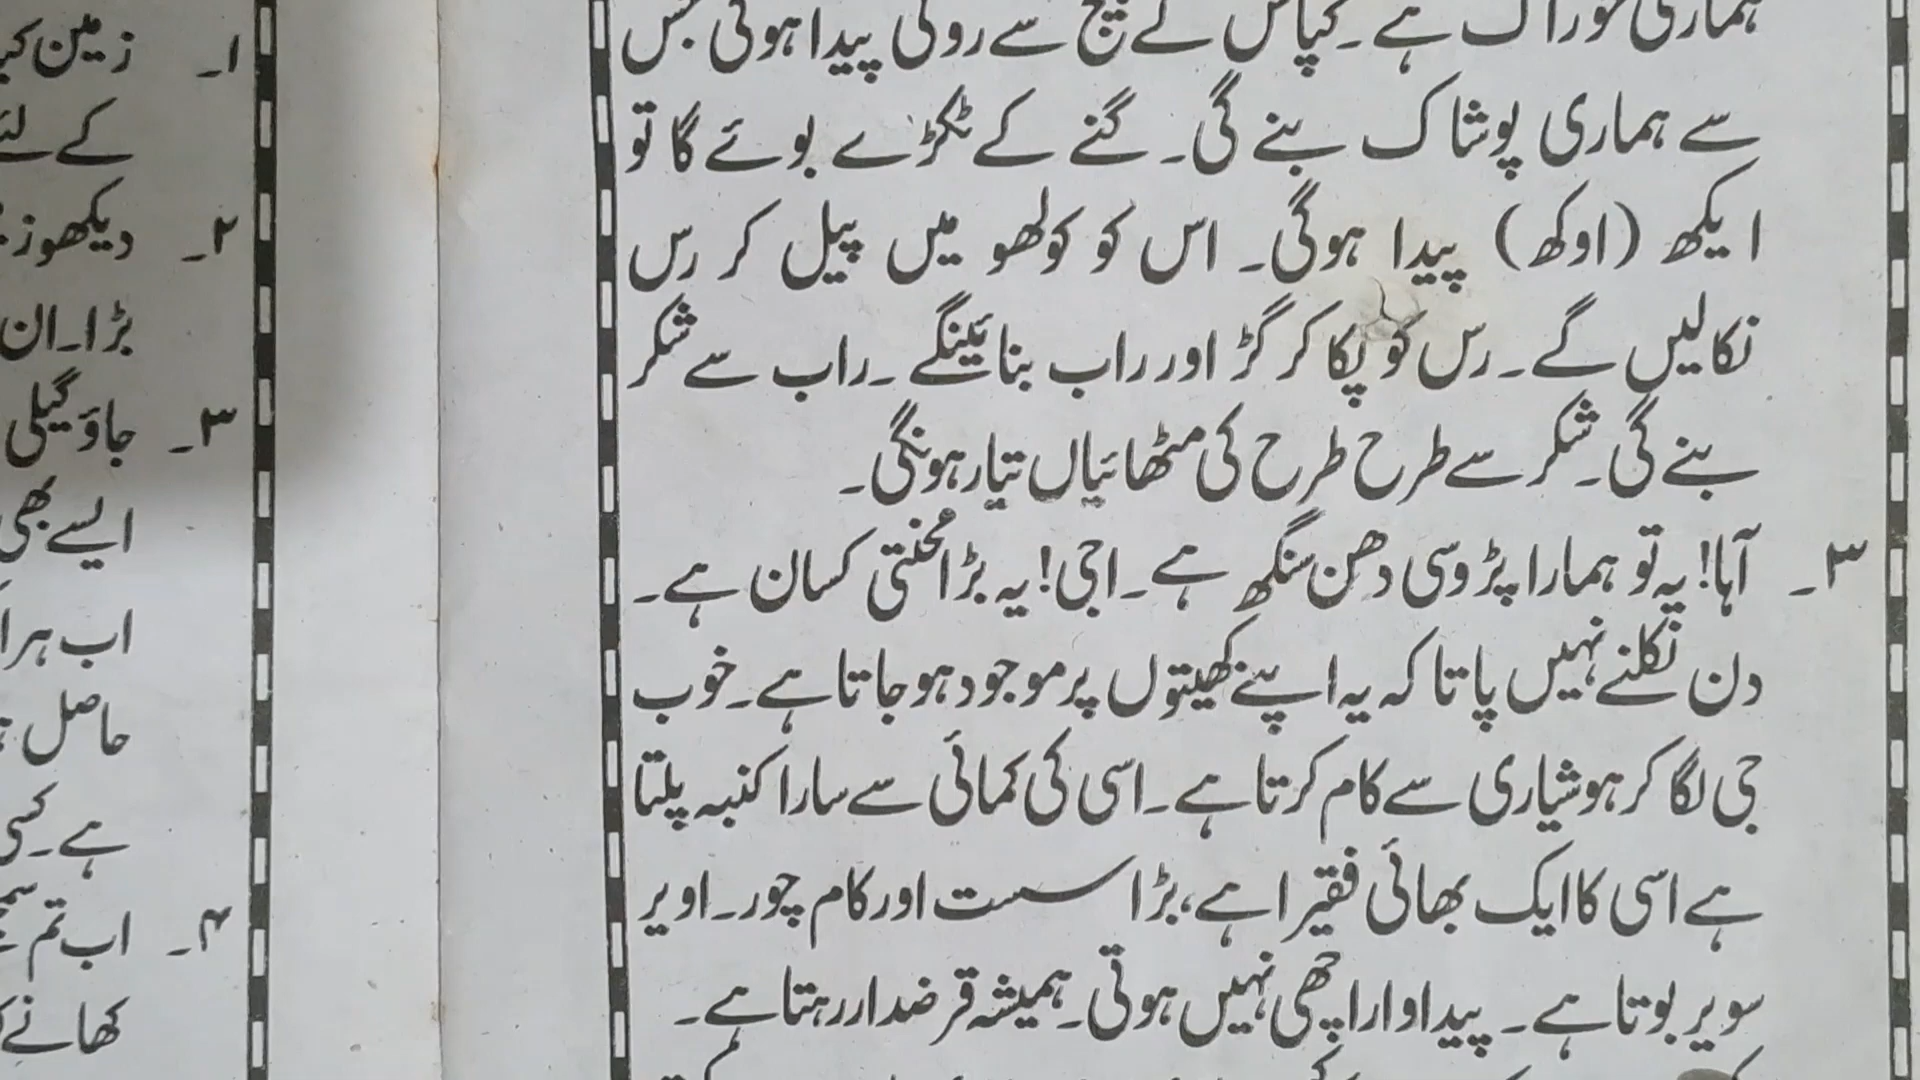 ہماری خوراک ہے۔ کپاس کے بیج سے روئی پیدا ہوئی جس
سے ہماری پوشاک بنے گی۔ گنے کے ٹکڑے بوئے گا تو
ایکھ (اوکھ) پیدا ہوگی۔ اس کو کولھو میں پیل کر رس
نکالیں گے۔ رس کو پکا کر گڑ اور راب بنائینگے۔ راب سے شکر
بنے گی۔ شکر سے طرح طرح کی مٹھائیاں تیار ہونگی۔
۳۔ آہا! یہ تو ہمارا پڑوسی دھن سنگھ ہے۔ اجی! یہ بڑا محنتی کسان ہے۔
دن نکلنے نہیں پاتا کہ یہ اپنے کھیتوں پر موجود ہو جاتا ہے۔ خوب
جی لگا کر ہوشیاری سے کام کرتا ہے۔ اسی کی کمائی سے سارا کنبہ پلتا
ہے اسی کا ایک بھائی فقیرا ہے، بڑا سست اور کام چور۔ اویر
سویر بوتا ہے۔ پیداوار اچھی نہیں ہوتی۔ ہمیشہ قرضدار رہتا ہے۔
۱۔ زمین
کے لئے
۲۔ دیکھو
بڑا۔ ان
۳۔ جاؤ گیلی
ایسے بھی
اب ہر
حاصل
ہے۔ کسی
۴۔ اب تم
کھانے